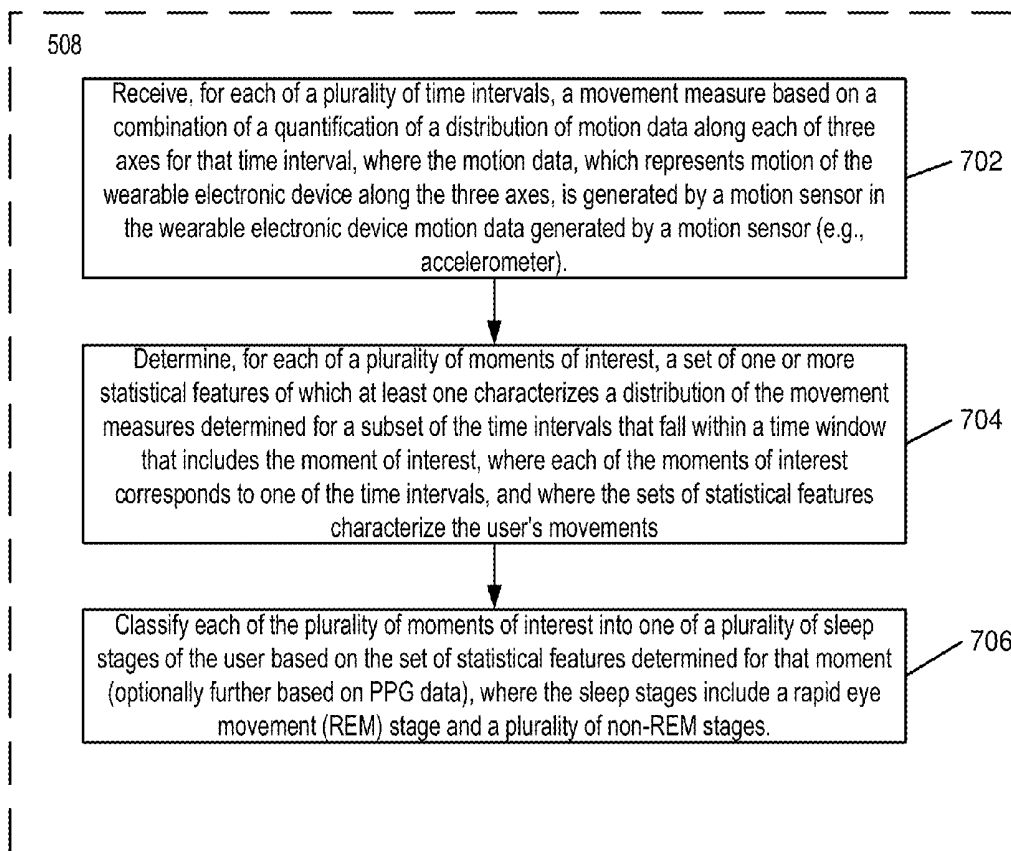 508
Receive, for each of a plurality of time intervals, a movement measure based on a
combination of a quantification of a distribution of motion data along each of three
axes for that time interval, where the motion data, which represents motion of the
wearable electronic device along the three axes, is generated by a motion sensor in
the wearable electronic device motion data generated by a motion sensor (e.g.,
accelerometer).
702
Determine, for each of a plurality of moments of interest, a set of one or more
statistical features of which at least one characterizes a distribution of the movement
measures determined for a subset of the time intervals that fall within a time window
that includes the moment of interest, where each of the moments of interest
corresponds to one of the time intervals, and where the sets of statistical features
characterize the user's movements
704
Classify each of the plurality of moments of interest into one of a plurality of sleep
stages of the user based on the set of statistical features determined for that moment
(optionally further based on PPG data), where the sleep stages include a rapid eye
movement (REM) stage and a plurality of non-REM stages.
706